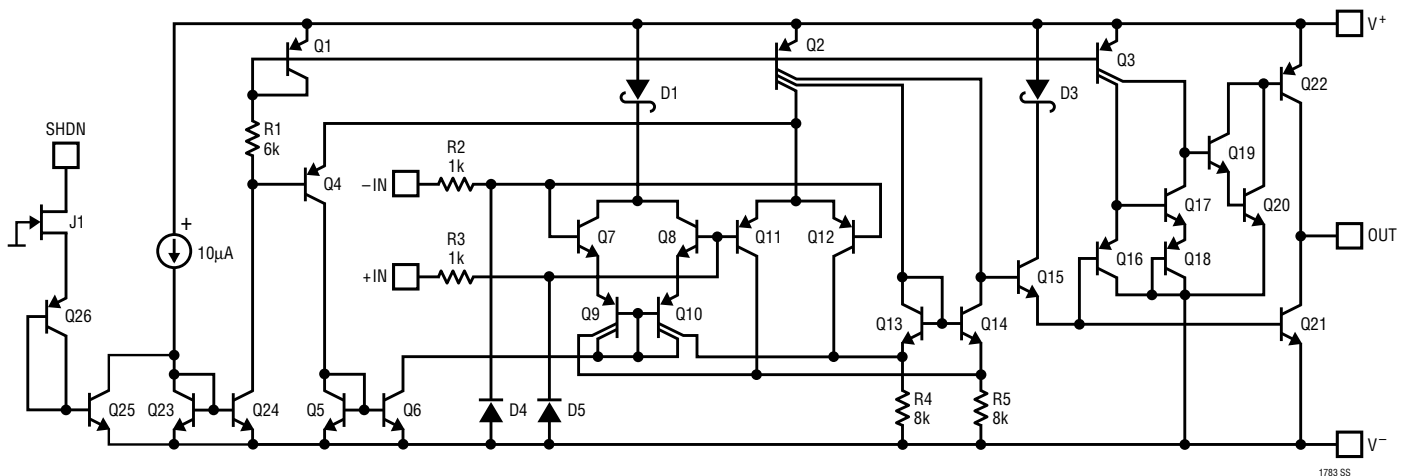 V+
Q1
Q2
Q3
Q22
D1
D3
SHDN
R1
6k
R2
1k
Q19
Q4
−IN
Q17
Q20
J1
+
10µA
R3
1k
Q7
Q8
Q11
Q12
OUT
+IN
Q16
Q18
Q15
Q26
Q9
Q10
Q13
Q14
Q21
Q25
Q23
Q24
Q5
Q6
D4
D5
R4
8k
R5
8k
V−
1783 SS